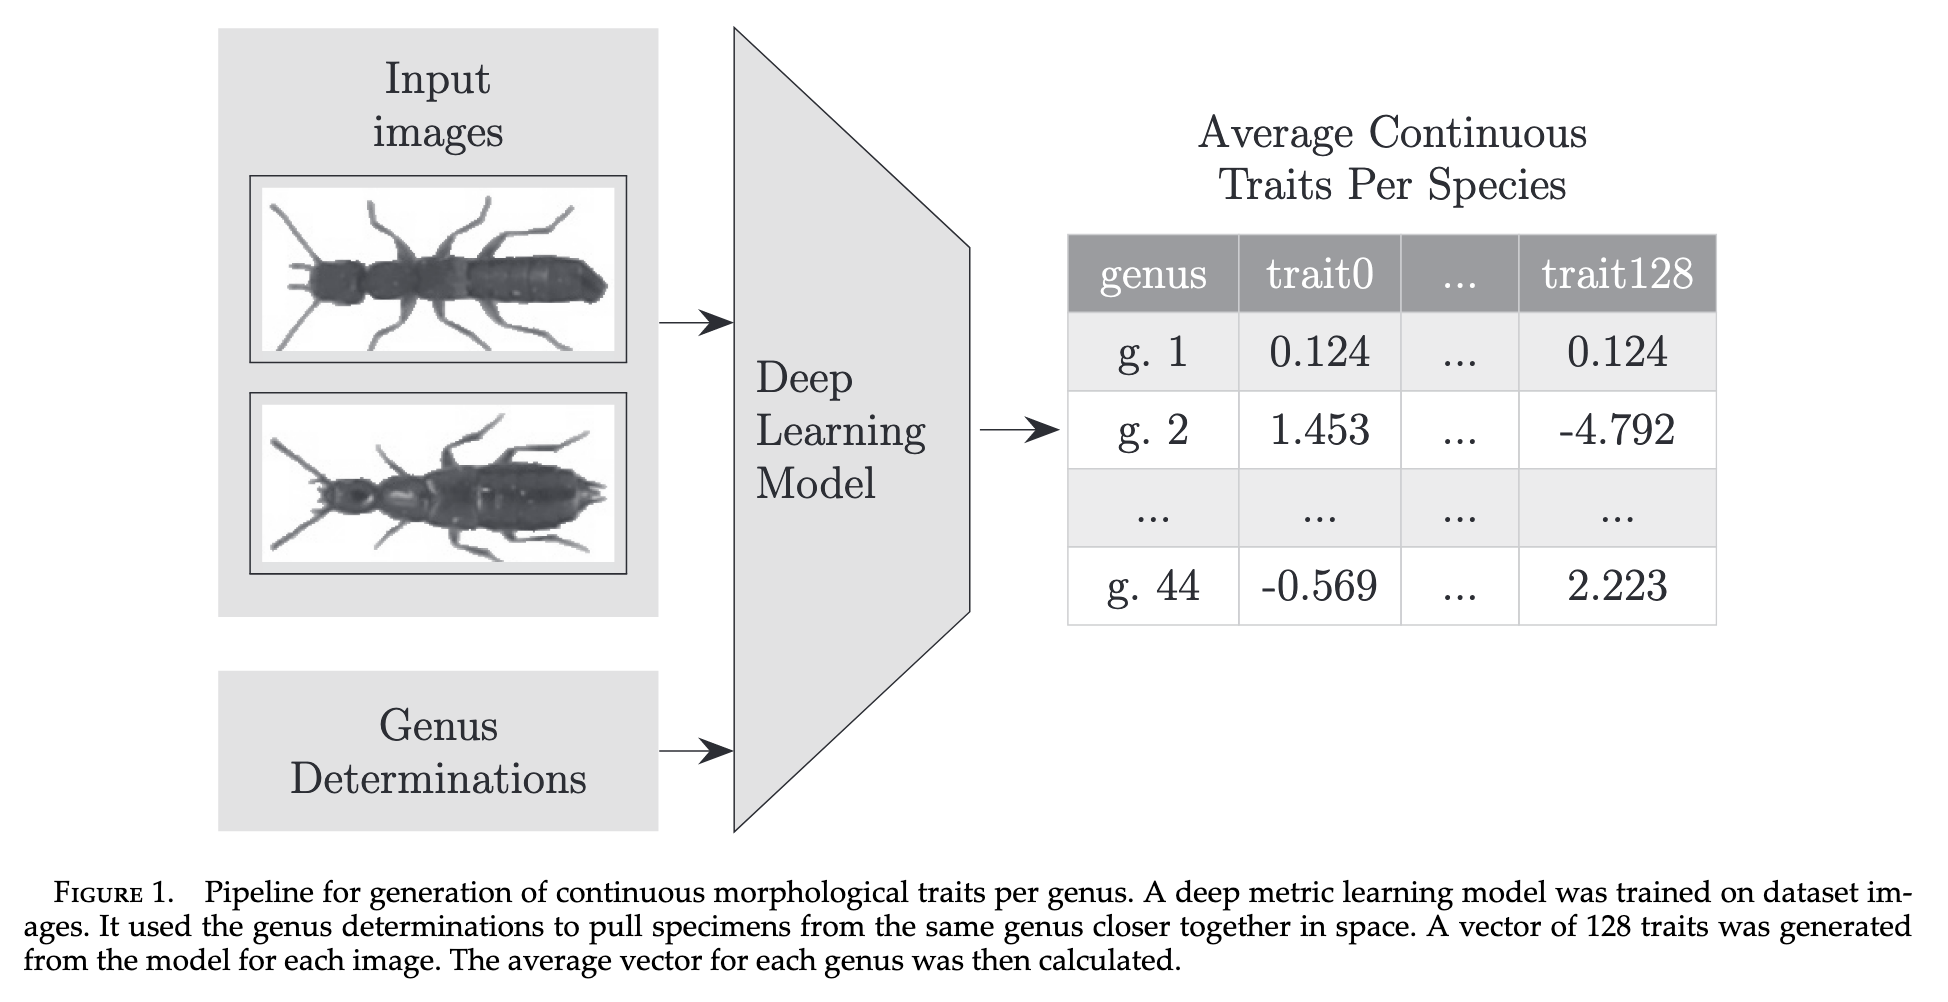 Input
images
Deep
Learning
Model
Genus
Determinations
Average Continuous
Traits Per Species
genus trait0 ... trait128
g. 1 0.124 ... 0.124
g. 2 1.453 ... -4.792
... ... ... ...
g. 44 -0.569 ... 2.223
FIGURE 1. Pipeline for generation of continuous morphological traits per genus. A deep metric learning model was trained on dataset im-
ages. It used the genus determinations to pull specimens from the same genus closer together in space. A vector of 128 traits was generated
from the model for each image. The average vector for each genus was then calculated.